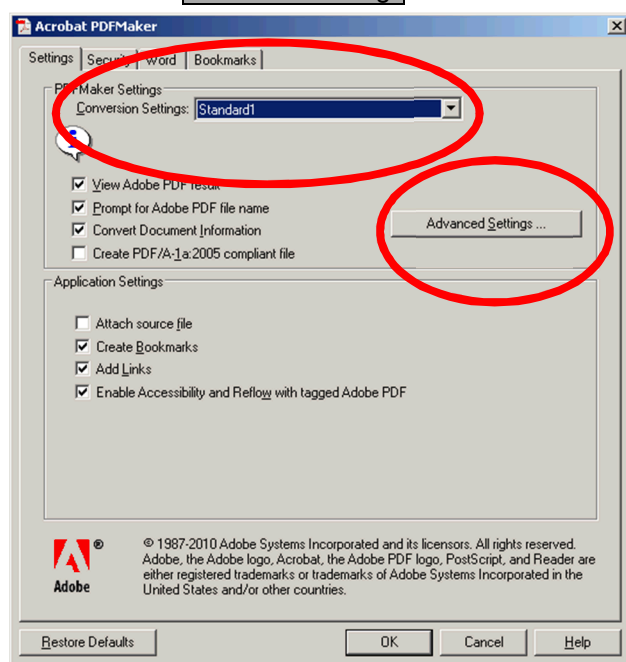 Acrobat PDFMaker
Settings Security Word Bookmarks
PDFMaker Settings
Conversion Settings: Standard1
View Adobe PDF result
Prompt for Adobe PDF file name
Convert Document Information
Advanced Settings ...
Create PDF/A-1a:2005 compliant file
Application Settings
Attach source file
Create Bookmarks
Add Links
Enable Accessibility and Reflow with tagged Adobe PDF
® © 1987-2010 Adobe Systems Incorporated and its licensors. All rights reserved.
Adobe, the Adobe logo, Acrobat, the Adobe PDF logo, PostScript, and Reader are
either registered trademarks or trademarks of Adobe Systems Incorporated in the
United States and/or other countries.
Adobe
Restore Defaults OK Cancel Help